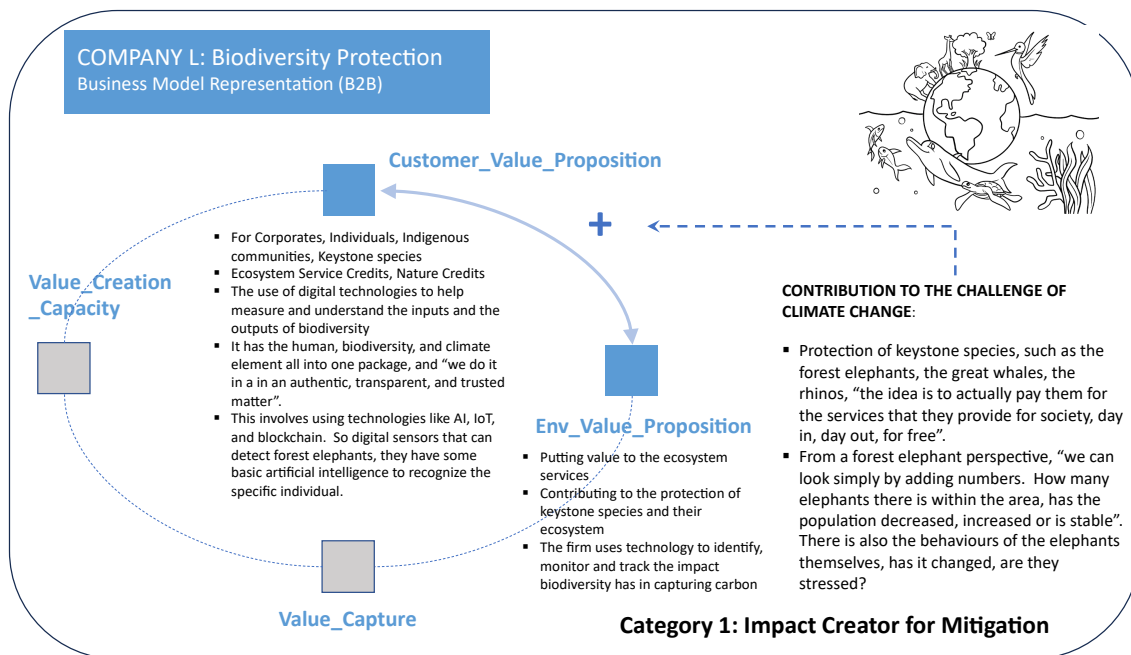 COMPANY L: Biodiversity Protection
Business Model Representation (B2B)
Customer_Value_Proposition
+
▪ For Corporates, Individuals, Indigenous
communities, Keystone species
▪ Ecosystem Service Credits, Nature Credits
▪ The use of digital technologies to help
measure and understand the inputs and the
outputs of biodiversity
▪ It has the human, biodiversity, and climate
element all into one package, and “we do it
in a in an authentic, transparent, and trusted
matter”.
▪ This involves using technologies like AI, IoT,
and blockchain.  So digital sensors that can
detect forest elephants, they have some
basic artificial intelligence to recognize the
specific individual.
Value_Creation
_Capacity
Env_Value_Proposition
▪ Putting value to the ecosystem
services
▪ Contributing to the protection of
keystone species and their
ecosystem
▪ The firm uses technology to identify,
monitor and track the impact
biodiversity has in capturing carbon
Value_Capture
CONTRIBUTION TO THE CHALLENGE OF
CLIMATE CHANGE:
▪ Protection of keystone species, such as the
forest elephants, the great whales, the
rhinos, “the idea is to actually pay them for
the services that they provide for society, day
in, day out, for free”.
▪ From a forest elephant perspective, “we can
look simply by adding numbers.  How many
elephants there is within the area, has the
population decreased, increased or is stable”.
There is also the behaviours of the elephants
themselves, has it changed, are they
stressed?
Category 1: Impact Creator for Mitigation